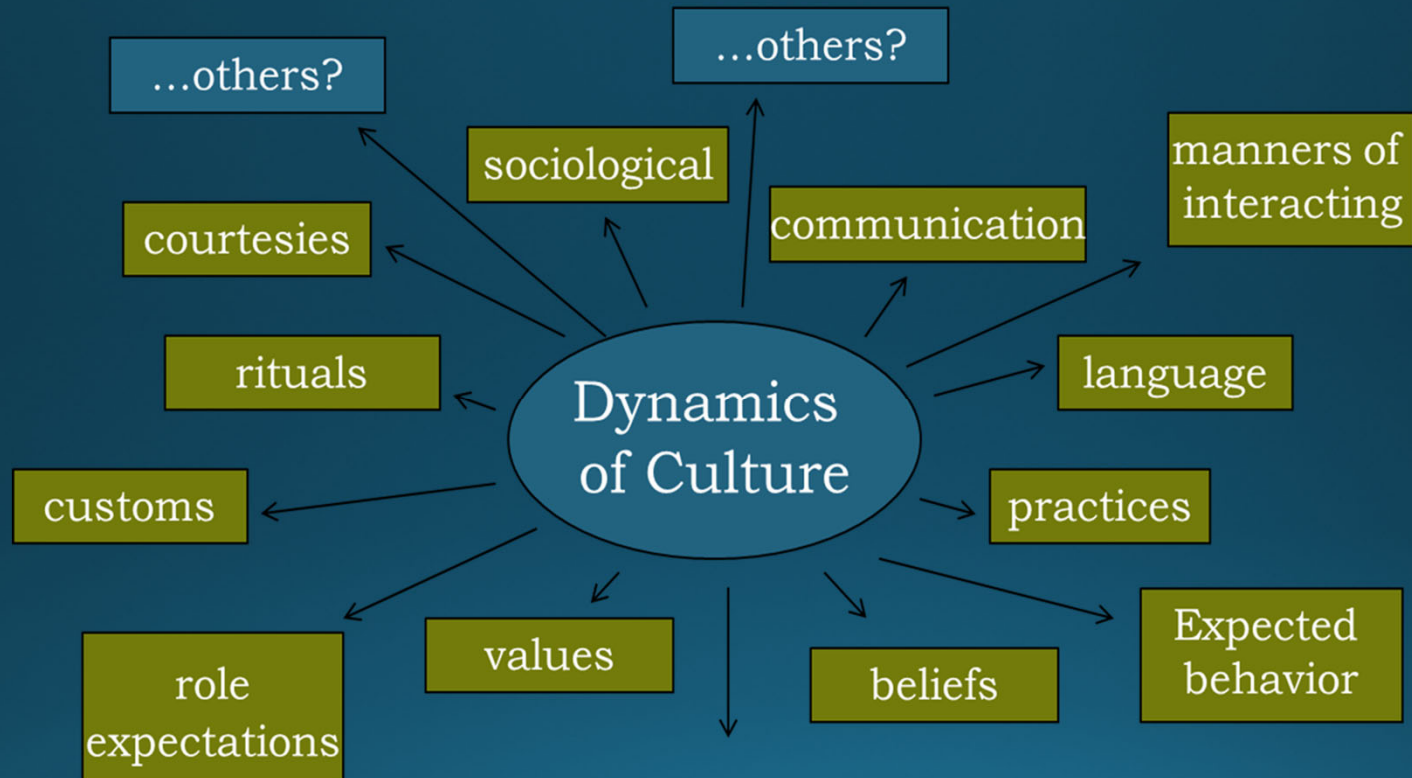 ...others?
...others?
sociological
manners of
interacting
courtesies
communication
rituals
language
Dynamics
of Culture
customs
practices
role
expectations
values
beliefs
Expected
behavior